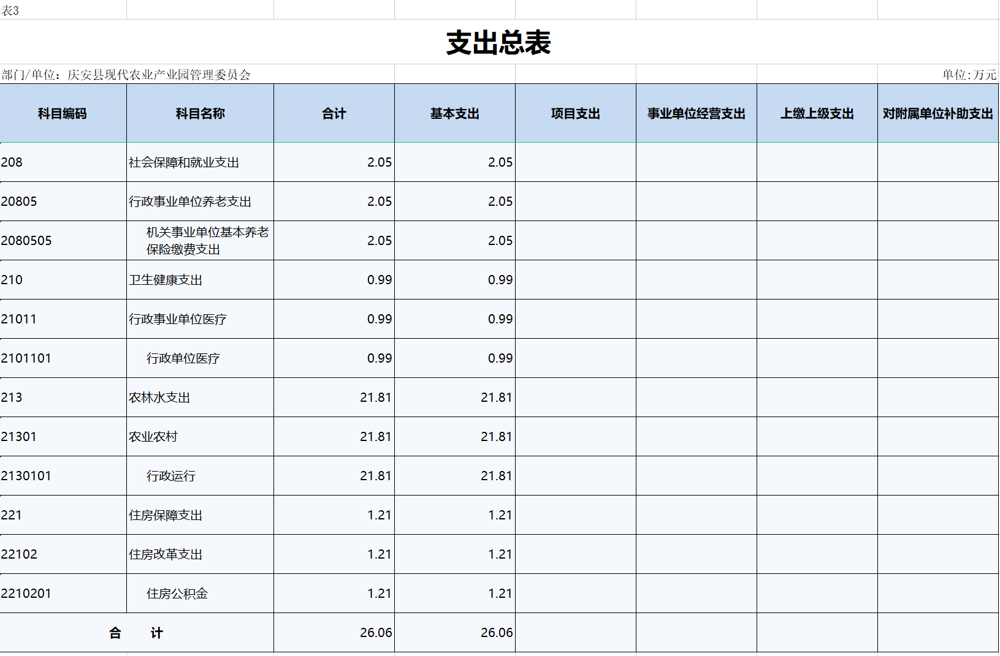 表3
支出总表
部门/单位：庆安县现代农业产业园管理委员会 单位:万元
科目编码 科目名称 合计 基本支出 项目支出 事业单位经营支出 上缴上级支出 对附属单位补助支出
208 社会保障和就业支出 2.05 2.05
20805 行政事业单位养老支出 2.05 2.05
2080505 机关事业单位基本养老 2.05 2.05
保险缴费支出
210 卫生健康支出 0.99 0.99
21011 行政事业单位医疗 0.99 0.99
2101101 行政单位医疗 0.99 0.99
213 农林水支出 21.81 21.81
21301 农业农村 21.81 21.81
2130101 行政运行 21.81 21.81
221 住房保障支出 1.21 1.21
22102 住房改革支出 1.21 1.21
2210201 住房公积金 1.21 1.21
合 计 26.06 26.06